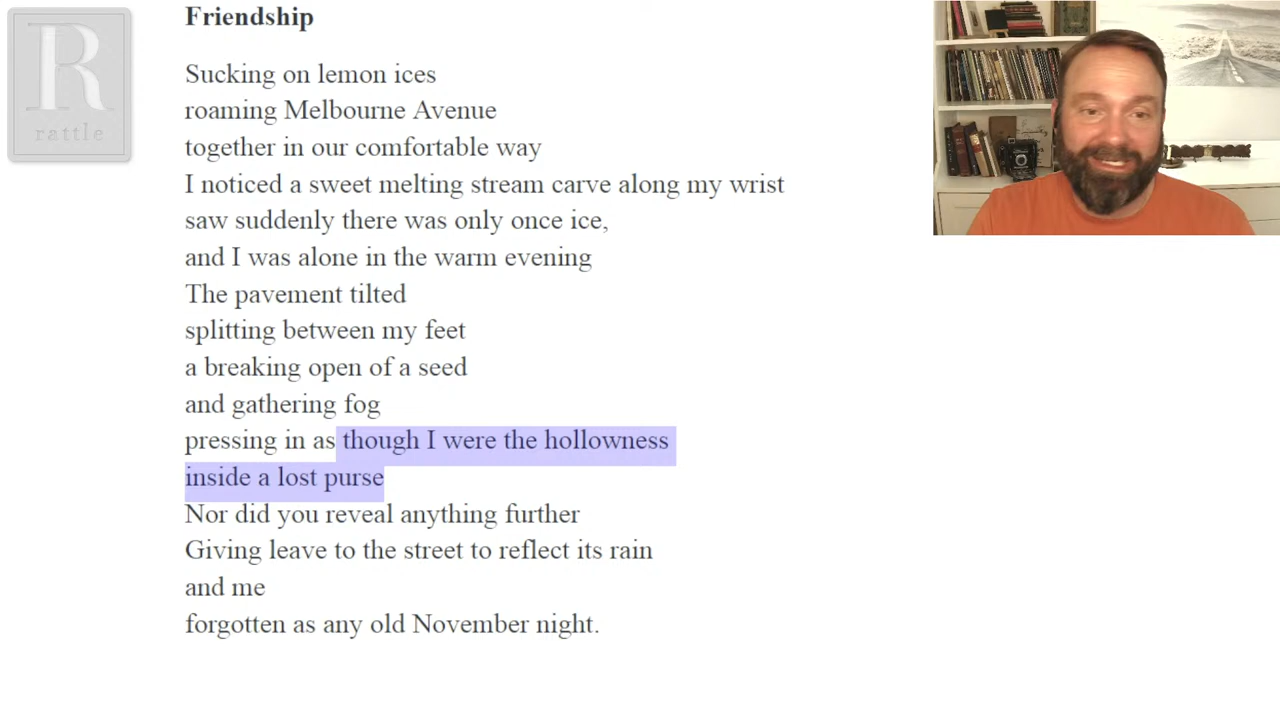 R
rattle
Friendship
Sucking on lemon ices
roaming Melbourne Avenue
together in our comfortable way
I noticed a sweet melting stream carve along my wrist
saw suddenly there was only once ice,
and I was alone in the warm evening
The pavement tilted
splitting between my feet
a breaking open of a seed
and gathering fog
pressing in as though I were the hollowness
inside a lost purse
Nor did you reveal anything further
Giving leave to the street to reflect its rain
and me
forgotten as any old November night.